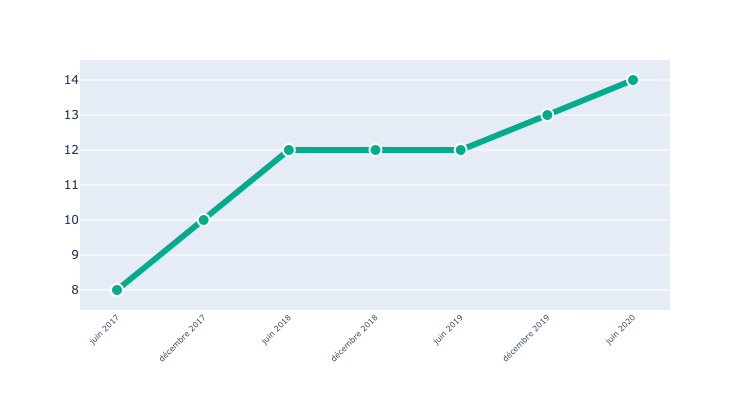 14
13
12
11
10
9
8
juin 2017
décembre 2017
juin 2018
décembre 2018
juin 2019
décembre 2019
juin 2020